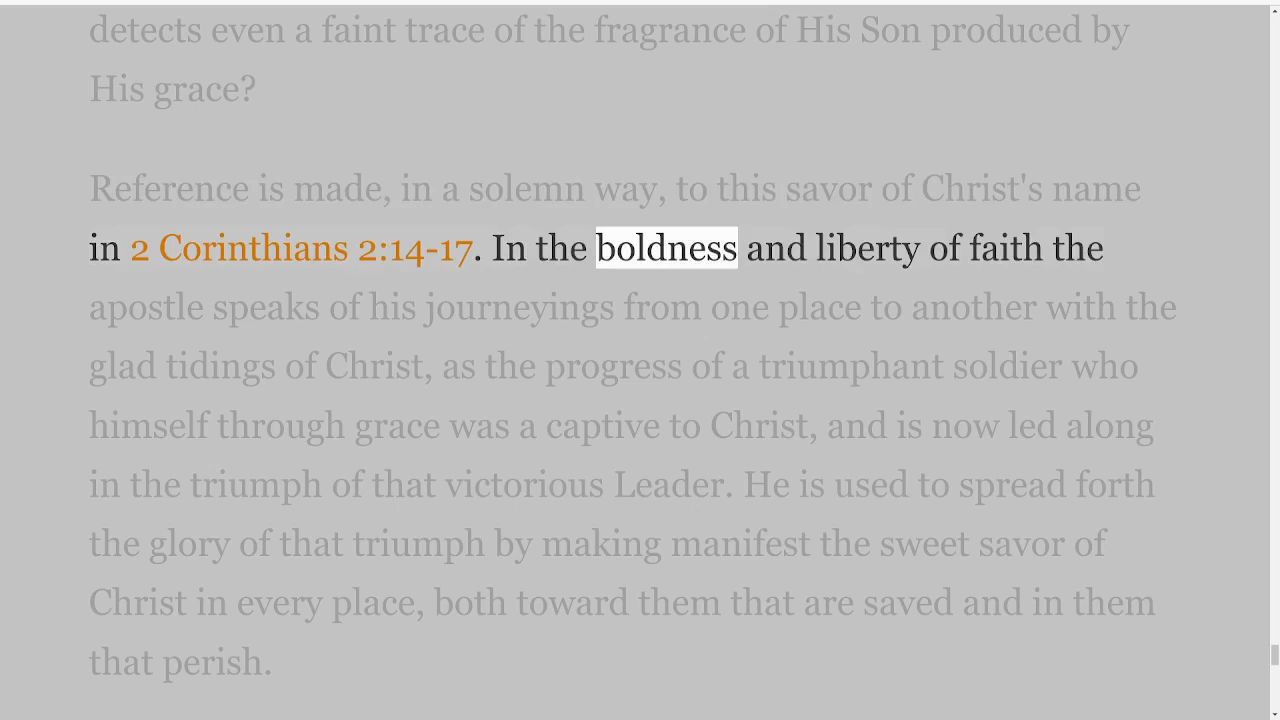 detects even a faint trace of the fragrance of His Son produced by
His grace?
Reference is made, in a solemn way, to this savor of Christ's name
in 2 Corinthians 2:14-17. In the boldness and liberty of faith the
apostle speaks of his journeyings from one place to another with the
glad tidings of Christ, as the progress of a triumphant soldier who
himself through grace was a captive to Christ, and is now led along
in the triumph of that victorious Leader. He is used to spread forth
the glory of that triumph by making manifest the sweet savor of
Christ in every place, both toward them that are saved and in them
that perish.